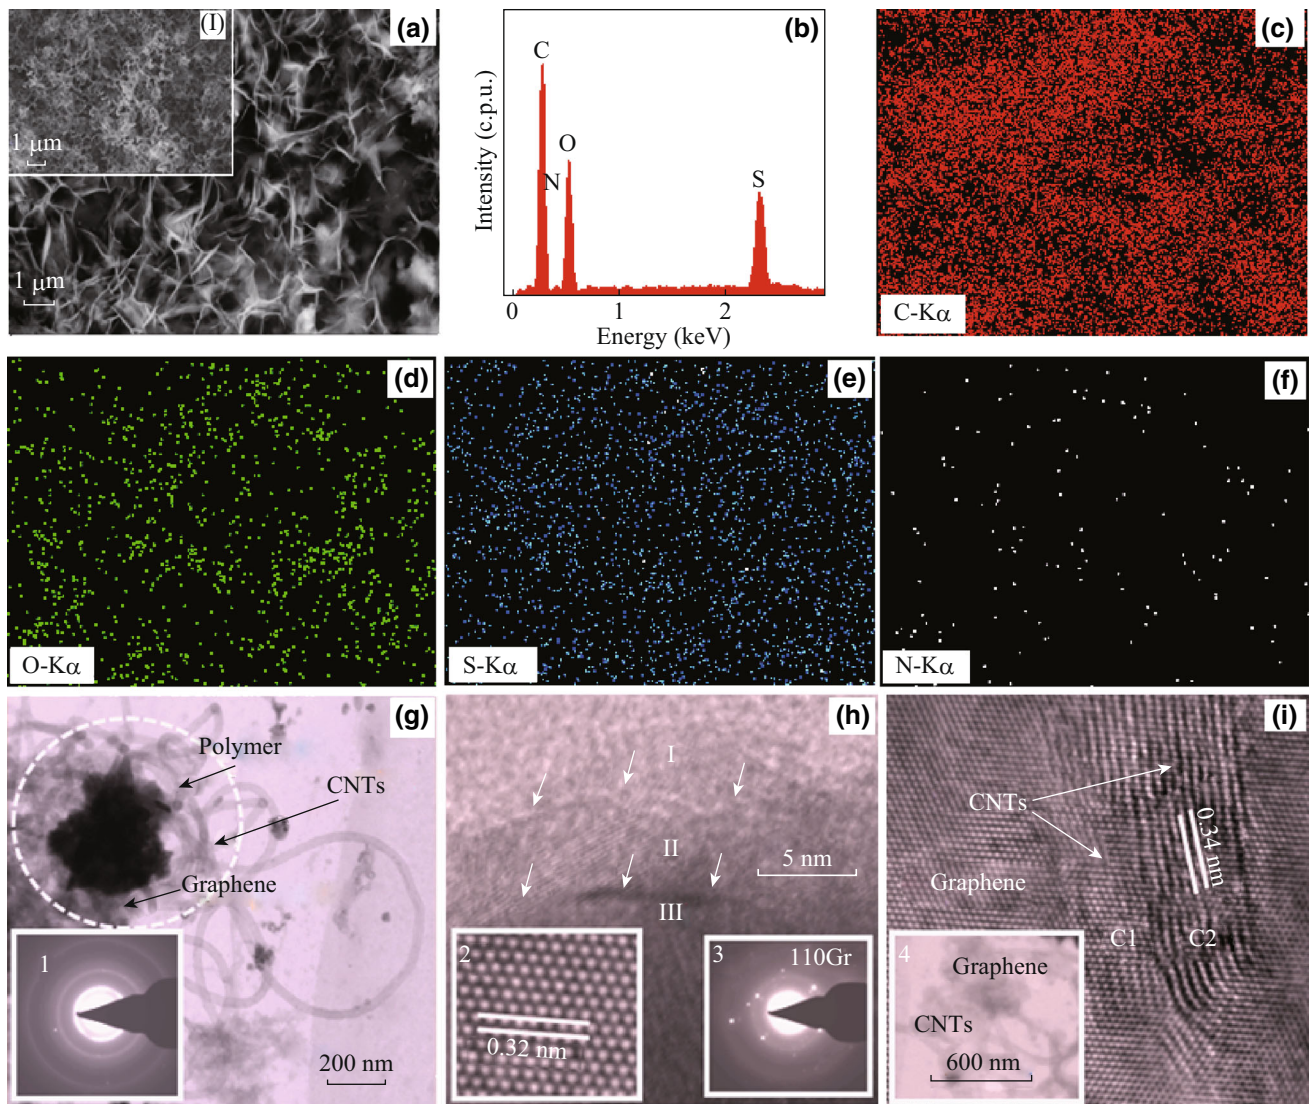 (I)
(a)
1 μm
1 μm
(b)
C
O
N
S
Intensity (c.p.u.)
0 1 2
Energy (keV)
(c)
C-Kα
(d)
O-Kα
(e)
S-Kα
(f)
N-Kα
(g)
Polymer
CNTs
Graphene
1
200 nm
(h)
I
II
5 nm
III
2
0.32 nm
3
110Gr
(i)
CNTs
0.34 nm
Graphene
C1
C2
4
Graphene
CNTs
600 nm